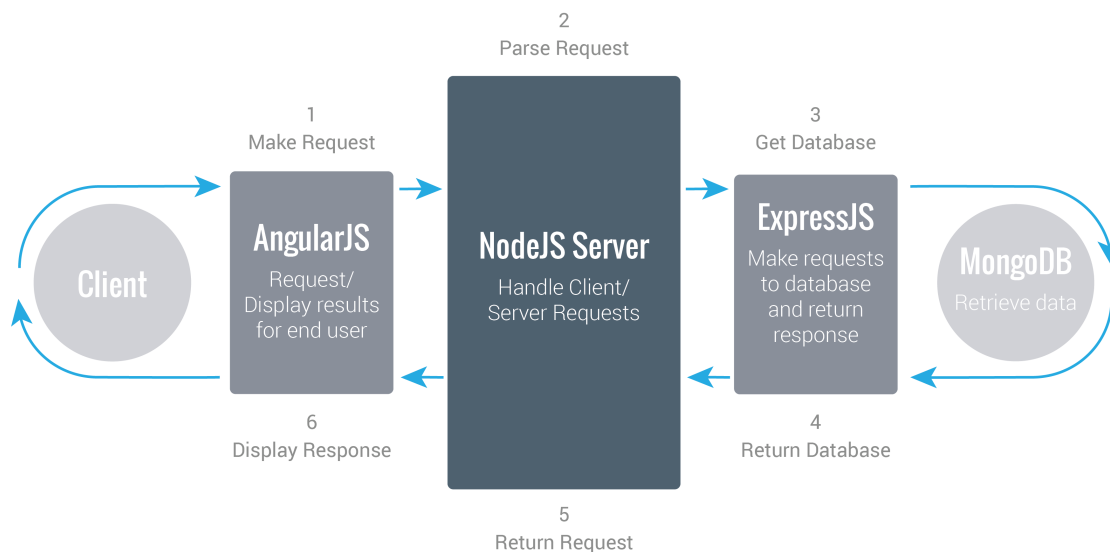 2
Parse Request
1
Make Request
3
Get Database
Client
AngularJS
Request/
Display results
for end user
NodeJS Server
Handle Client/
Server Requests
ExpressJS
Make requests
to database
and return
response
MongoDB
Retrieve data
6
Display Response
4
Return Database
5
Return Request